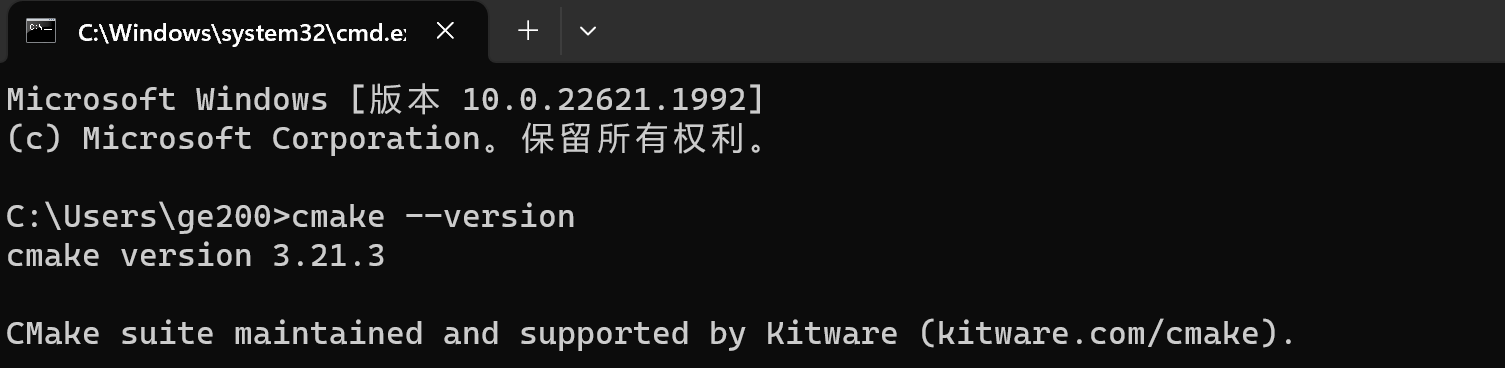 C:\Windows\system32\cmd.ex
Microsoft Windows [版本 10.0.22621.1992]
(c) Microsoft Corporation。保留所有权利。
C:\Users\ge200>cmake --version
cmake version 3.21.3
CMake suite maintained and supported by Kitware (kitware.com/cmake).